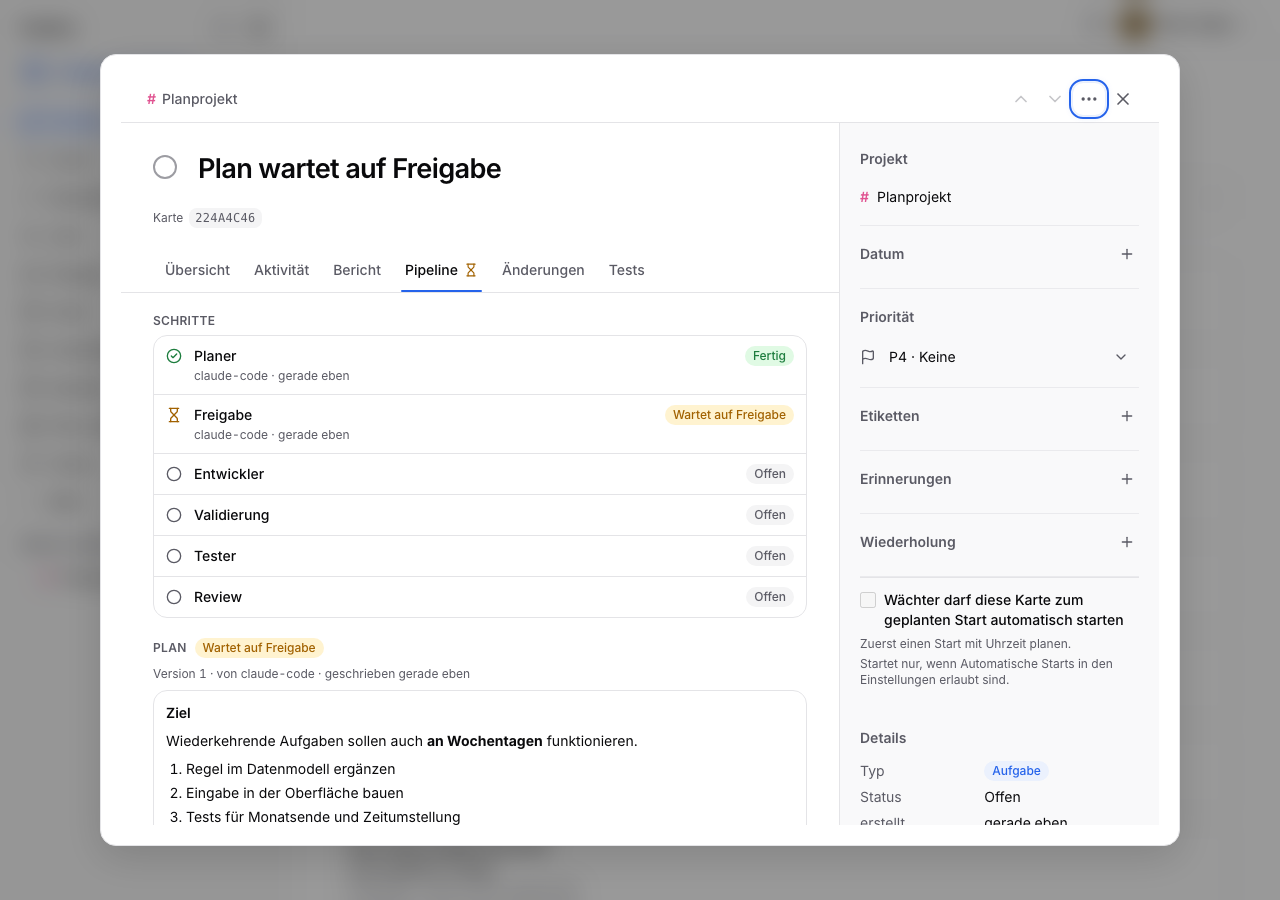 # Planprojekt
Plan wartet auf Freigabe
Karte 224A4C46
Übersicht Aktivität Bericht Pipeline Änderungen Tests
SCHRITTE
Planer Fertig
claude-code · gerade eben
Freigabe Wartet auf Freigabe
claude-code · gerade eben
Entwickler Offen
Validierung Offen
Tester Offen
Review Offen
PLAN Wartet auf Freigabe
Version 1 · von claude-code · geschrieben gerade eben
Ziel
Wiederkehrende Aufgaben sollen auch an Wochentagen funktionieren.
1. Regel im Datenmodell ergänzen
2. Eingabe in der Oberfläche bauen
3. Tests für Monatsende und Zeitumstellung
Projekt
# Planprojekt
Datum
Priorität
P4 · Keine
Etiketten
Erinnerungen
Wiederholung
Wächter darf diese Karte zum
geplanten Start automatisch starten
Zuerst einen Start mit Uhrzeit planen.
Startet nur, wenn Automatische Starts in den
Einstellungen erlaubt sind.
Details
Typ Aufgabe
Status Offen
erstellt gerade eben